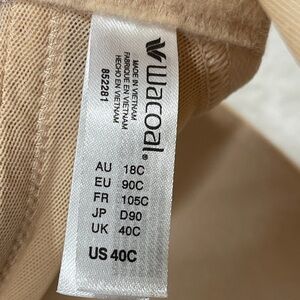 wacoal®
MADE IN VIETNAM
FABRIQUÉ EN VIETNAM
HECHO EN VIETNAM
852281
AU 18C
EU 90C
FR 105C
JP D90
UK 40C
US 40C